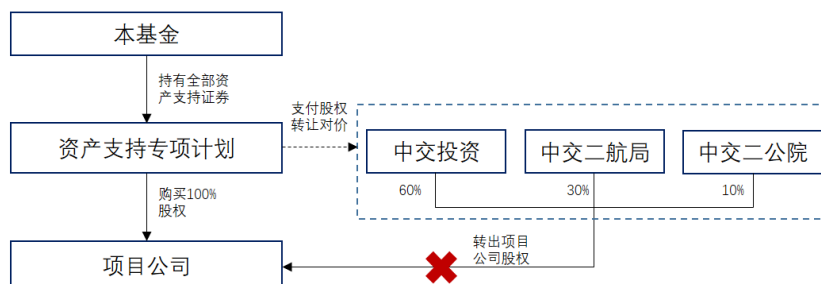 本基金
持有全部资
产支持证券
支付股权
转让对价
资产支持专项计划
中交投资
中交二航局
中交二公院
60%
30%
10%
购买100%
股权
转出项目
公司股权
项目公司